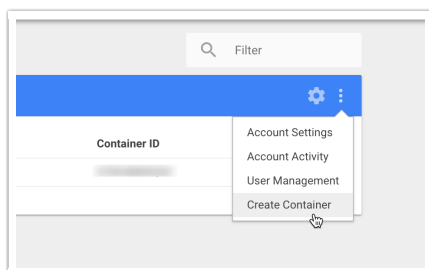 Filter
Container ID
Account Settings
Account Activity
User Management
Create Container